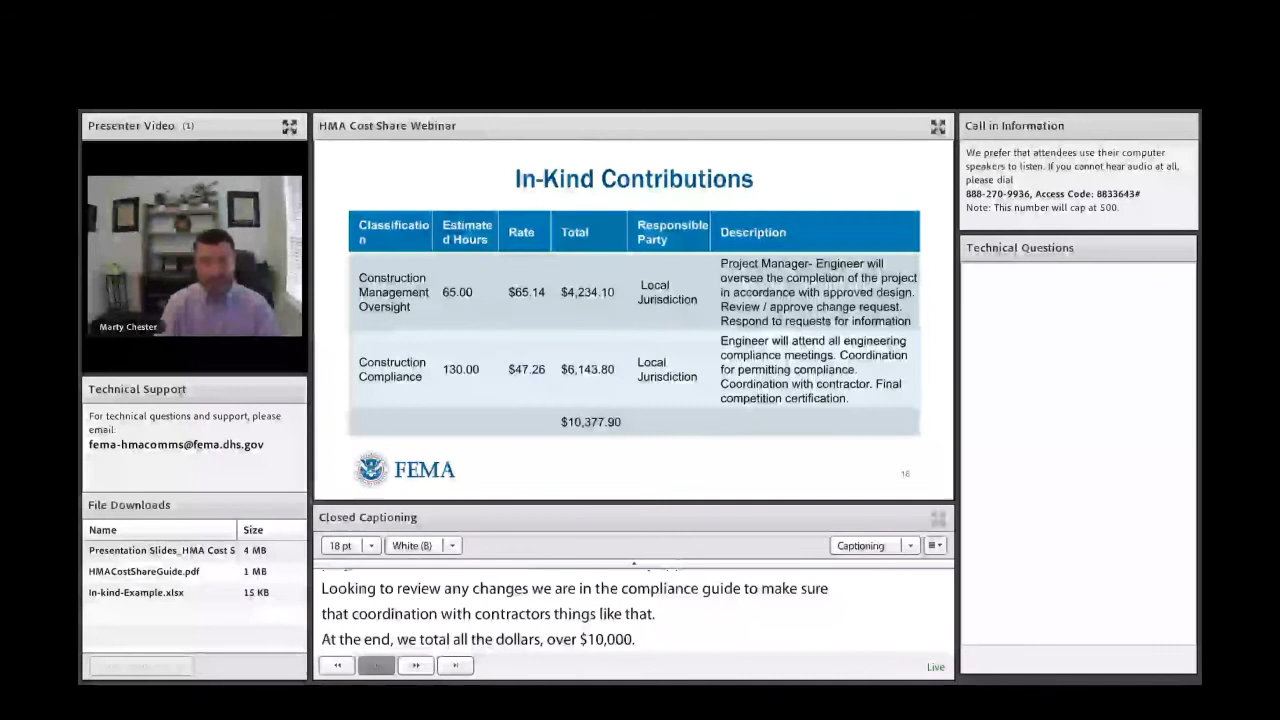 Presenter Video (1)
Marty Chester
Technical Support
For technical questions and support, please
email:
fema-hmacomms@fema.dhs.gov
File Downloads
Name Size
Presentation Slides_HMA Cost S 4 MB
HMACostShareGuide.pdf 1 MB
In-kind-Example.xlsx 15 KB
HMA Cost Share Webinar
In-Kind Contributions
Classificatio
n
Estimate
d Hours
Rate
Total
Responsible
Party
Description
Construction
Management
Oversight
65.00
$65.14
$4,234.10
Local
Jurisdiction
Project Manager- Engineer will
oversee the completion of the project
in accordance with approved design.
Review / approve change request.
Respond to requests for information
Construction
Compliance
130.00
$47.26
$6,143.80
Local
Jurisdiction
Engineer will attend all engineering
compliance meetings. Coordination
for permitting compliance.
Coordination with contractor. Final
competition certification.
$10,377.90
FEMA
16
Closed Captioning
18 pt
White (8)
Captioning
Looking to review any changes we are in the compliance guide to make sure
that coordination with contractors things like that.
At the end, we total all the dollars, over $10,000.
Live
Call in Information
We prefer that attendees use their computer
speakers to listen. If you cannot hear audio at all,
please dial
888-270-9936, Access Code: 8833643#
Note: This number will cap at 500.
Technical Questions